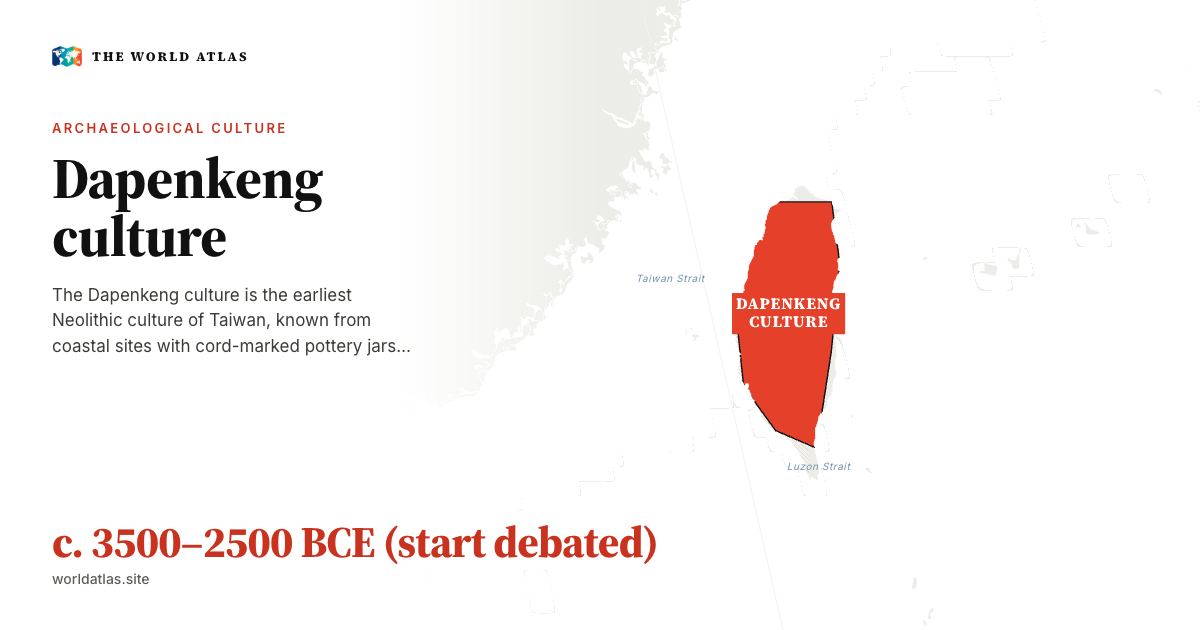 THE WORLD ATLAS
ARCHAEOLOGICAL CULTURE
Dapenkeng
culture
The Dapenkeng culture is the earliest
Neolithic culture of Taiwan, known from
coastal sites with cord-marked pottery jars...
Taiwan Strait
DAPENKENG
CULTURE
Luzon Strait
c. 3500–2500 BCE (start debated)
worldatlas.site